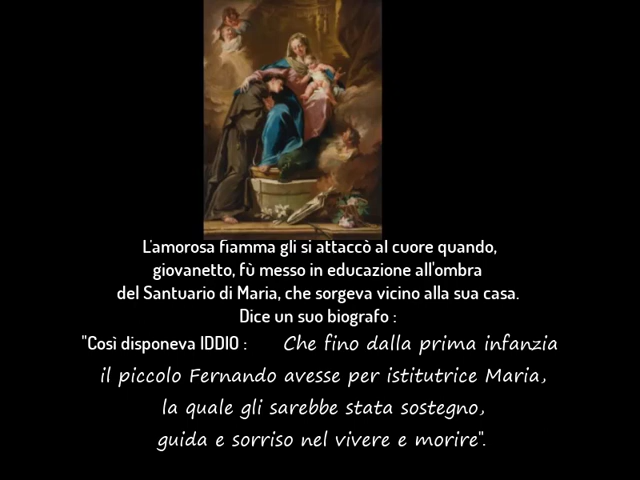 L'amorosa fiamma gli si attaccò al cuore quando,
giovanetto, fù messo in educazione all'ombra
del Santuario di Maria, che sorgeva vicino alla sua casa.
Dice un suo biografo :
"Così disponeva IDDIO : Che fino dalla prima infanzia
il piccolo Fernando avesse per istitutrice Maria,
la quale gli sarebbe stata sostegno,
guida e sorriso nel vivere e morire".